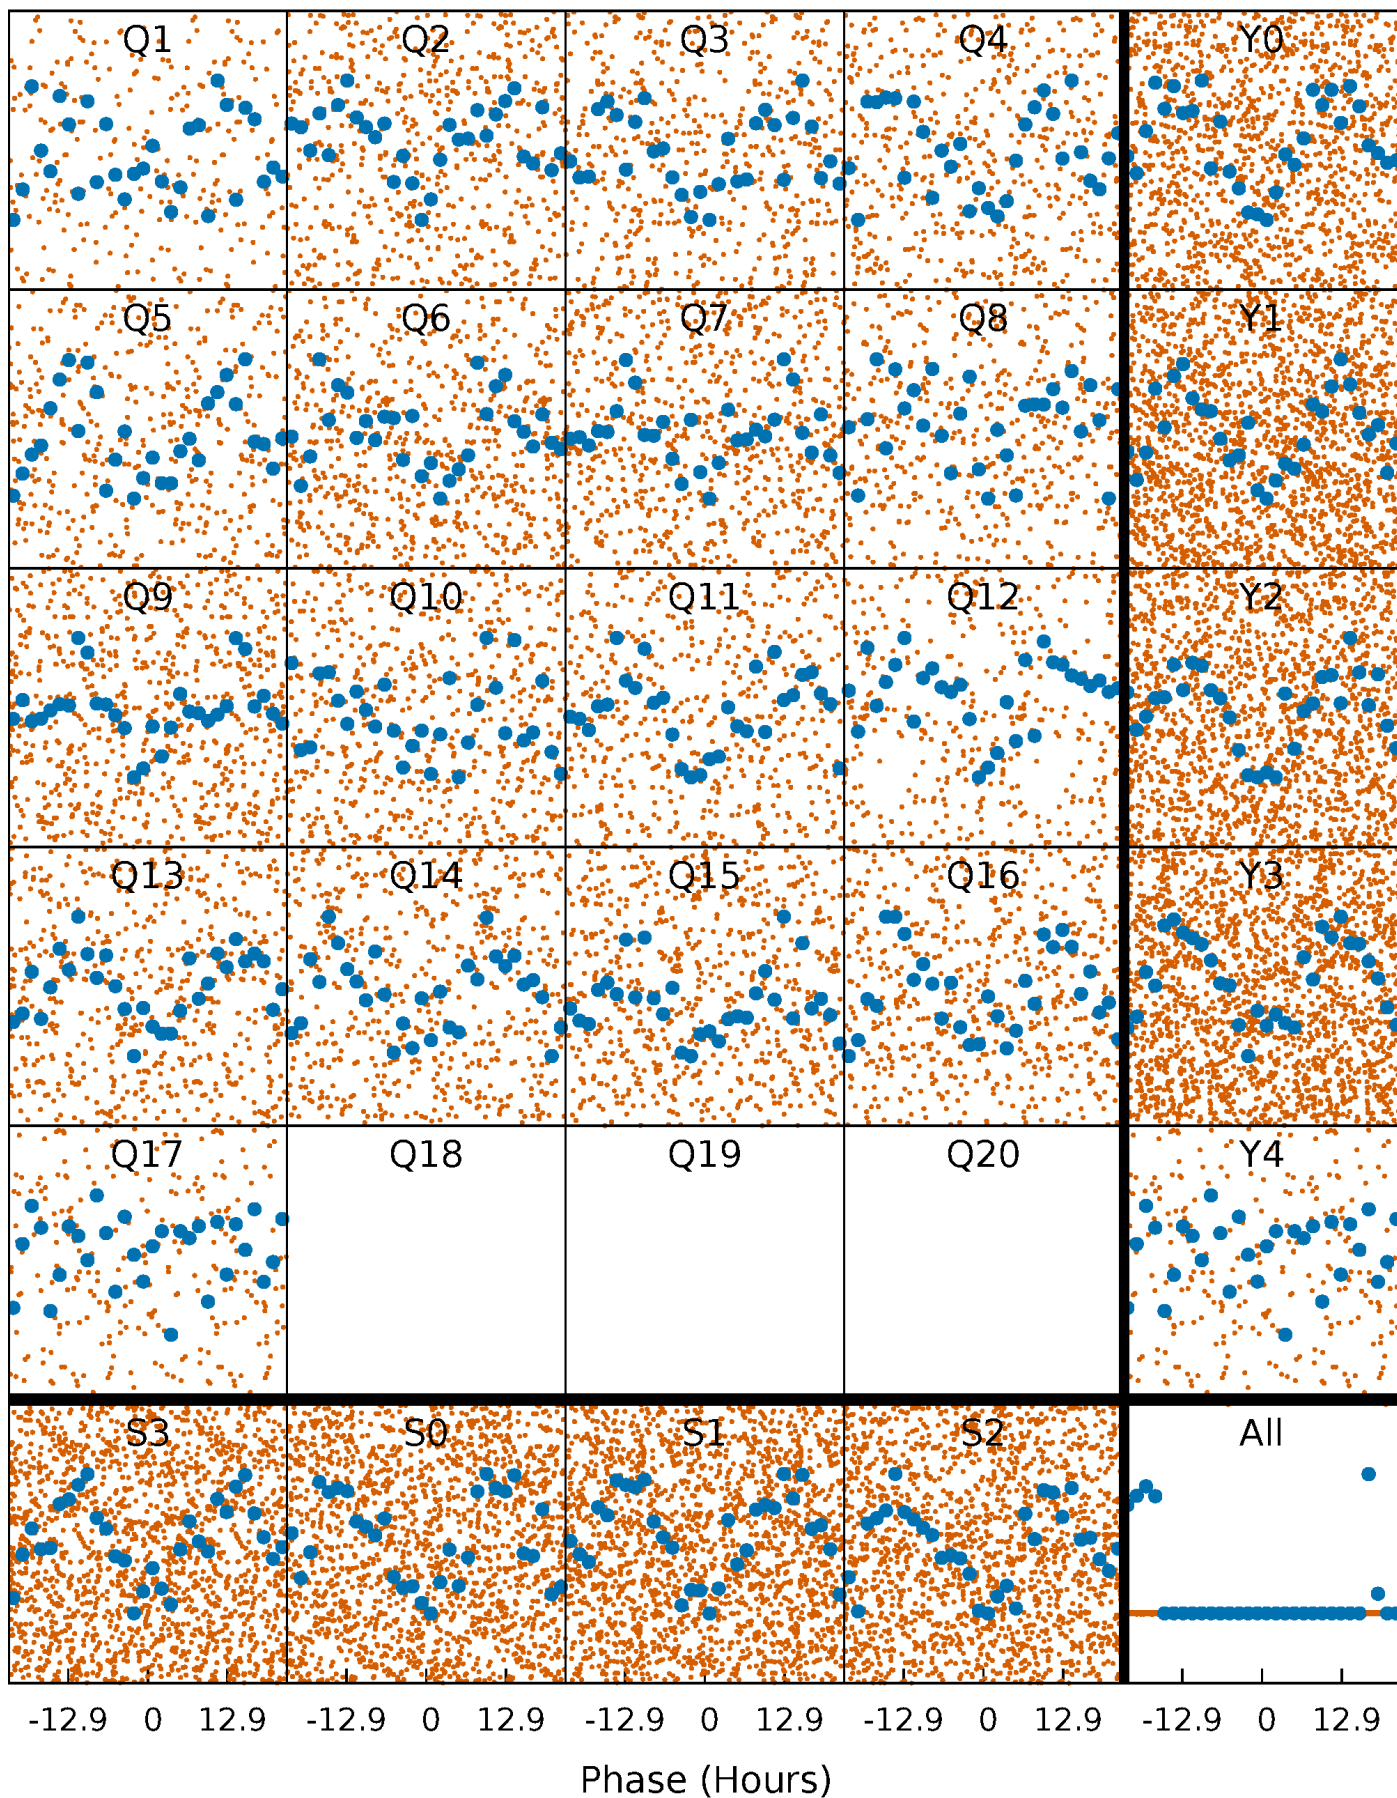 Q1 Q2 Q3 Q4 Y0
Q5 Q6 Q7 Q8 Y1
Q9 Q10 Q11 Q12 Y2
Q13 Q14 Q15 Q16 Y3
Q17 Q18 Q19 Q20 Y4
S3 S0 S1 S2 All
-12.9 0 12.9 -12.9 0 12.9 -12.9 0 12.9 -12.9 0 12.9 -12.9 0 12.9
Phase (Hours)